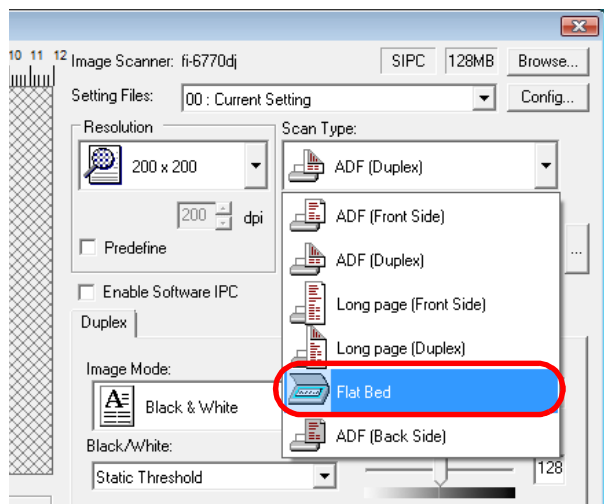 10 11 12
Image Scanner: fi-6770dj SIPC 128MB Browse...
Setting Files: 00 : Current Setting Config...
Resolution Scan Type:
200 x 200 ADF (Duplex)
200 dpi ADF (Front Side)
Predefine ADF (Duplex) ...
Enable Software IPC Long page (Front Side)
Duplex Long page (Duplex)
Image Mode:
Black & White Flat Bed
Black/White: ADF (Back Side)
Static Threshold 128